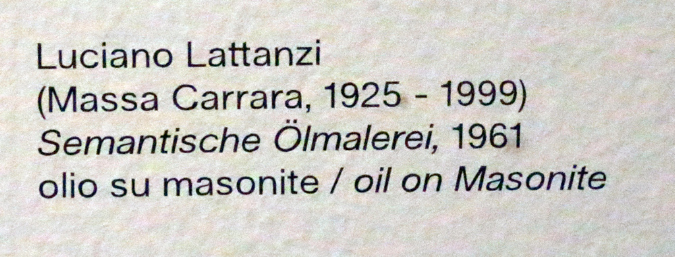 Luciano Lattanzi
(Massa Carrara, 1925 - 1999)
Semantische Ölmalerei, 1961
olio su masonite / oil on Masonite